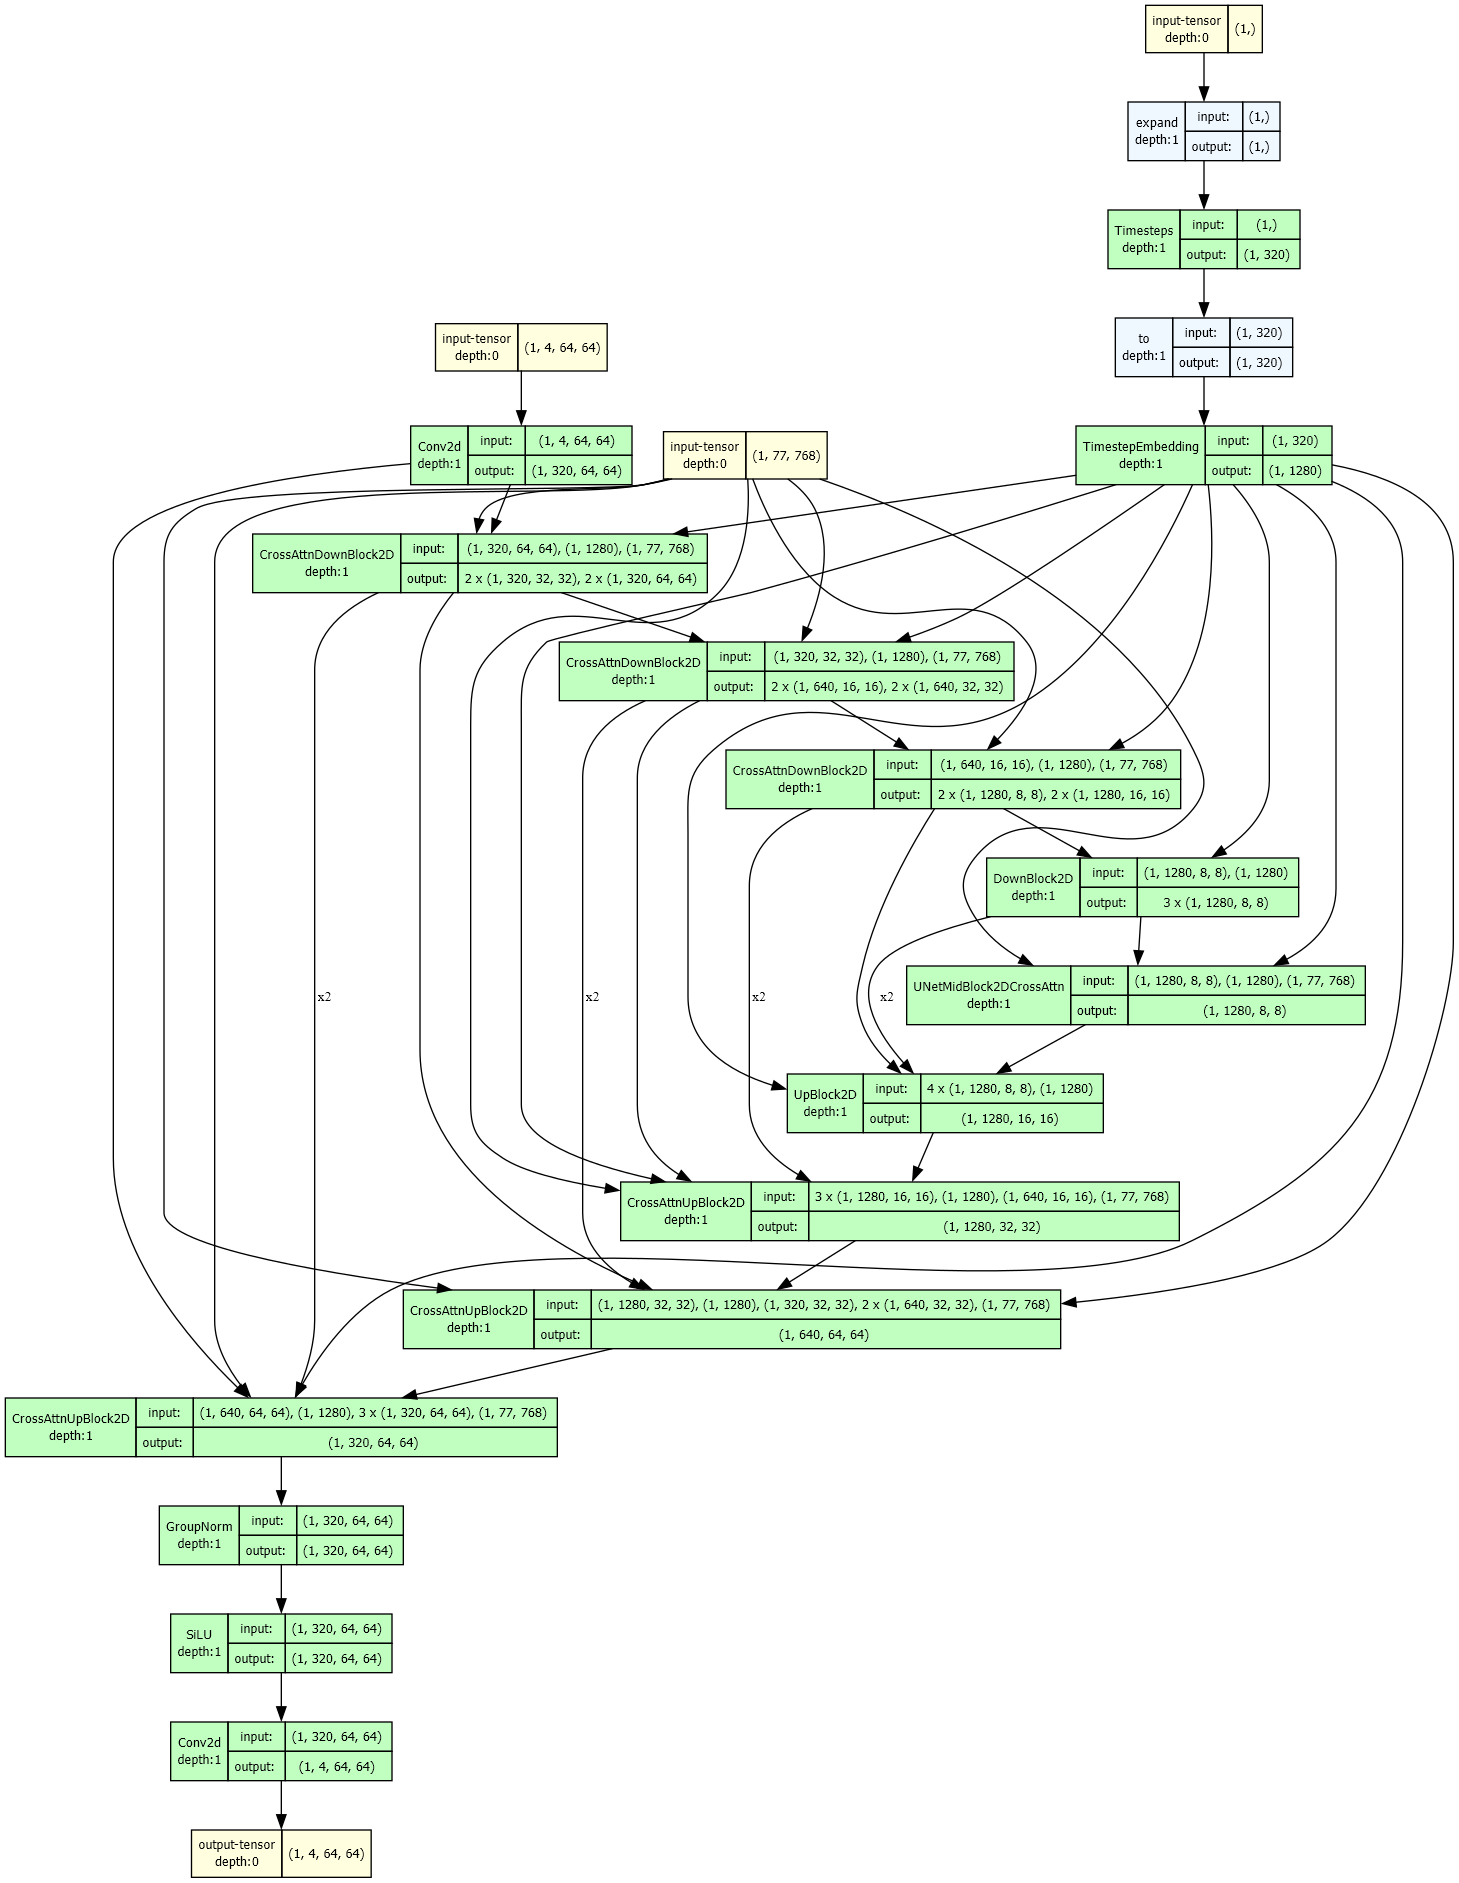 input-tensor
depth:0
(1,)
expand
depth:1
input:
(1,)
output:
(1,)
Timesteps
depth:1
input:
(1,)
output:
(1, 320)
to
depth:1
input:
(1, 320)
output:
(1, 320)
input-tensor
depth:0
(1, 4, 64, 64)
Conv2d
depth:1
input:
(1, 4, 64, 64)
output:
(1, 320, 64, 64)
input-tensor
depth:0
(1, 77, 768)
TimestepEmbedding
depth:1
input:
(1, 320)
output:
(1, 1280)
CrossAttnDownBlock2D
depth:1
input:
(1, 320, 64, 64), (1, 1280), (1, 77, 768)
output:
2 x (1, 320, 32, 32), 2 x (1, 320, 64, 64)
CrossAttnDownBlock2D
depth:1
input:
(1, 320, 32, 32), (1, 1280), (1, 77, 768)
output:
2 x (1, 640, 16, 16), 2 x (1, 640, 32, 32)
CrossAttnDownBlock2D
depth:1
input:
(1, 640, 16, 16), (1, 1280), (1, 77, 768)
output:
2 x (1, 1280, 8, 8), 2 x (1, 1280, 16, 16)
DownBlock2D
depth:1
input:
(1, 1280, 8, 8), (1, 1280)
output:
3 x (1, 1280, 8, 8)
x2
x2
x2
x2
UNetMidBlock2DCrossAttn
depth:1
input:
(1, 1280, 8, 8), (1, 1280), (1, 77, 768)
output:
(1, 1280, 8, 8)
UpBlock2D
depth:1
input:
4 x (1, 1280, 8, 8), (1, 1280)
output:
(1, 1280, 16, 16)
CrossAttnUpBlock2D
depth:1
input:
3 x (1, 1280, 16, 16), (1, 1280), (1, 640, 16, 16), (1, 77, 768)
output:
(1, 1280, 32, 32)
CrossAttnUpBlock2D
depth:1
input:
(1, 1280, 32, 32), (1, 1280), (1, 320, 32, 32), 2 x (1, 640, 32, 32), (1, 77, 768)
output:
(1, 640, 64, 64)
CrossAttnUpBlock2D
depth:1
input:
(1, 640, 64, 64), (1, 1280), 3 x (1, 320, 64, 64), (1, 77, 768)
output:
(1, 320, 64, 64)
GroupNorm
depth:1
input:
(1, 320, 64, 64)
output:
(1, 320, 64, 64)
SiLU
depth:1
input:
(1, 320, 64, 64)
output:
(1, 320, 64, 64)
Conv2d
depth:1
input:
(1, 320, 64, 64)
output:
(1, 4, 64, 64)
output-tensor
depth:0
(1, 4, 64, 64)